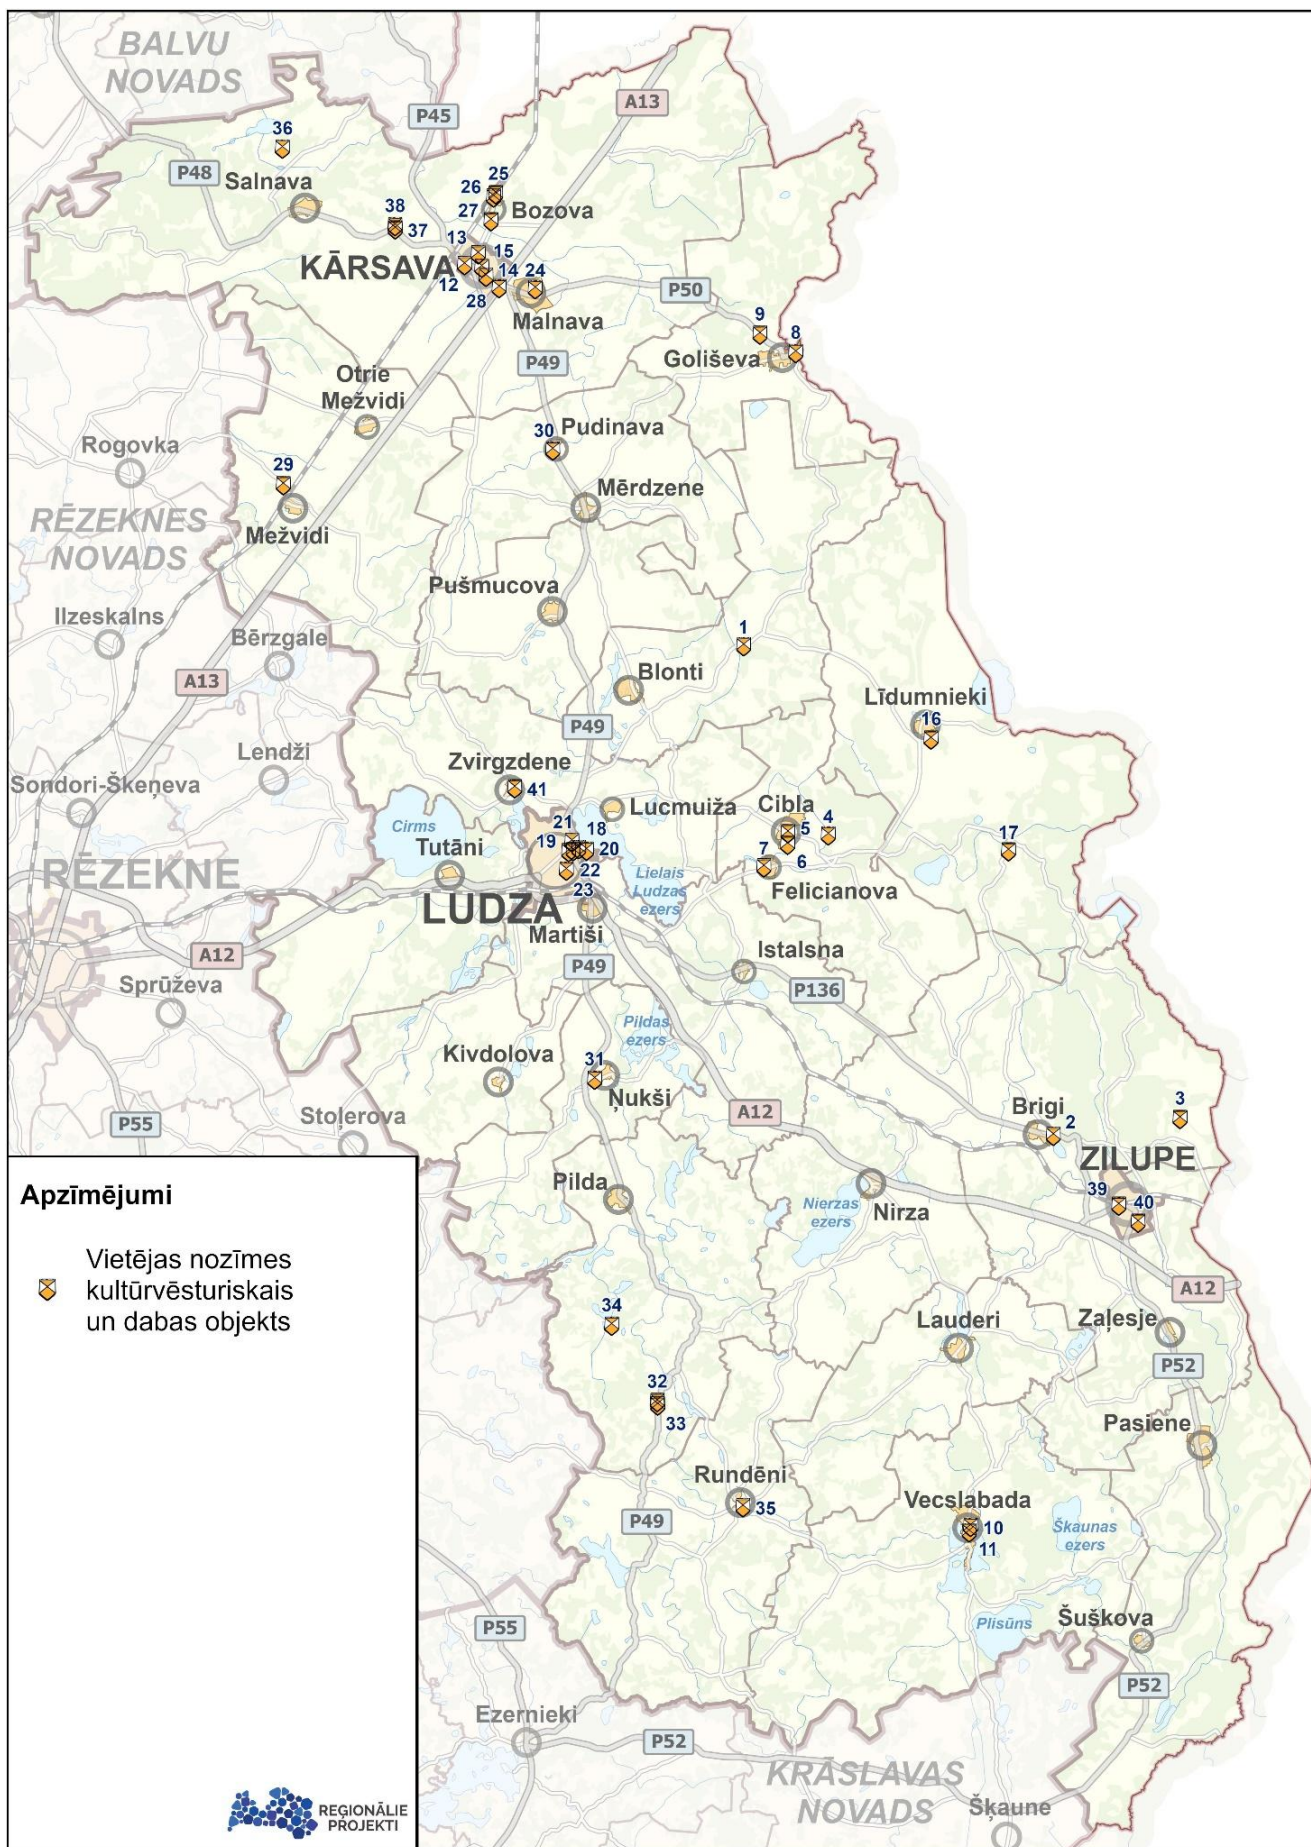 BALVU
NOVADS
P45
A13
36
P48
Salnava
25
26
Bozova
27
38
37
13
15
KĀRSAVA
12
14
24
28
Malnava
P50
9
8
Goliševa
P49
Otrie
Mežvidi
30
Pudinava
Rogovka
29
Mērdzene
RĒZEKNES
NOVADS
Mežvidi
Pušmucova
Ilzeskalns
Bērzgale
1
A13
Blonti
Līdumnieki
16
P49
Lendži
Zvirgzdene
41
Sondori-Škeņeva
Lucmuiža
Cibla
4
5
Cirms
21
18
19
20
17
Tutāni
7
6
RĒZEKNE
22
Lielais
Ludzas
ezers
Felicianova
LUDZA
23
Martiši
A12
P49
Istalsna
Sprūževa
P136
Pildas
ezers
Kivdolova
31
Ņukši
Stoļerova
P55
A12
3
Brigi
2
ZILUPE
Pilda
39
40
Nierzas
ezers
Nirza
A12
34
Lauderi
Zaļesje
P52
32
33
Pasiene
Rundēni
35
Vecslabada
10
11
Škaunas
ezers
P49
Plisūns
Šuškova
P55
P52
Ezernieki
P52
KRĀSLAVAS
NOVADS
Šķaune
Apzīmējumi
Vietējas nozīmes
kultūrvēsturiskais
un dabas objekts
REĢIONĀLIE
PROJEKTI